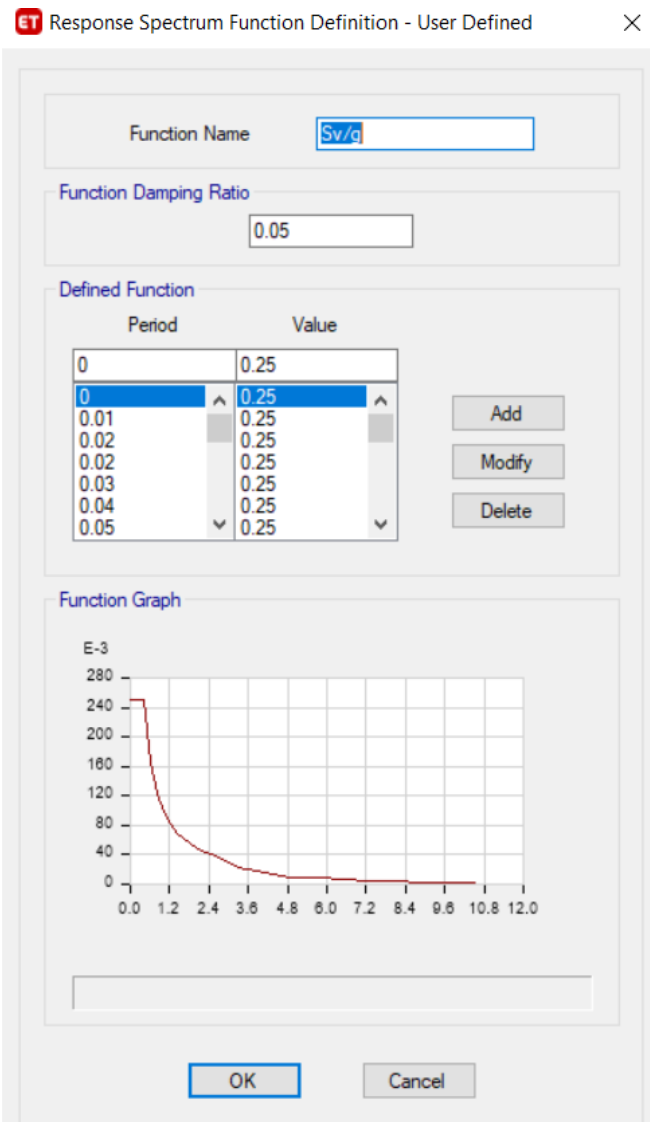 ET Response Spectrum Function Definition - User Defined
Function Name Sv/g
Function Damping Ratio
0.05
Defined Function
Period Value
0 0.25
0 0.25
0.01 0.25
0.02 0.25 Add
0.02 0.25
0.03 0.25 Modify
0.04 0.25
0.05 0.25 Delete
Function Graph
E-3
280
240
200
160
120
80
40
0
0.0 1.2 2.4 3.6 4.8 6.0 7.2 8.4 9.6 10.8 12.0
OK Cancel